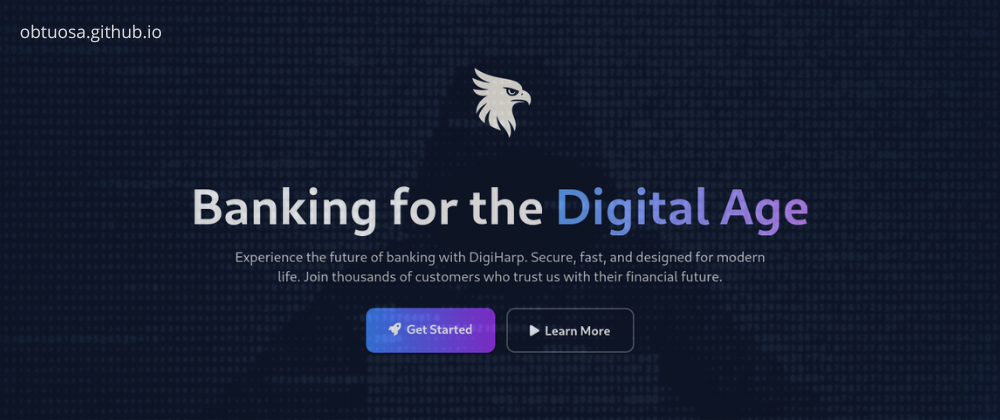 obtuosa.github.io
Banking for the Digital Age
Experience the future of banking with DigiHarp. Secure, fast, and designed for modern
life. Join thousands of customers who trust us with their financial future.
Get Started
Learn More